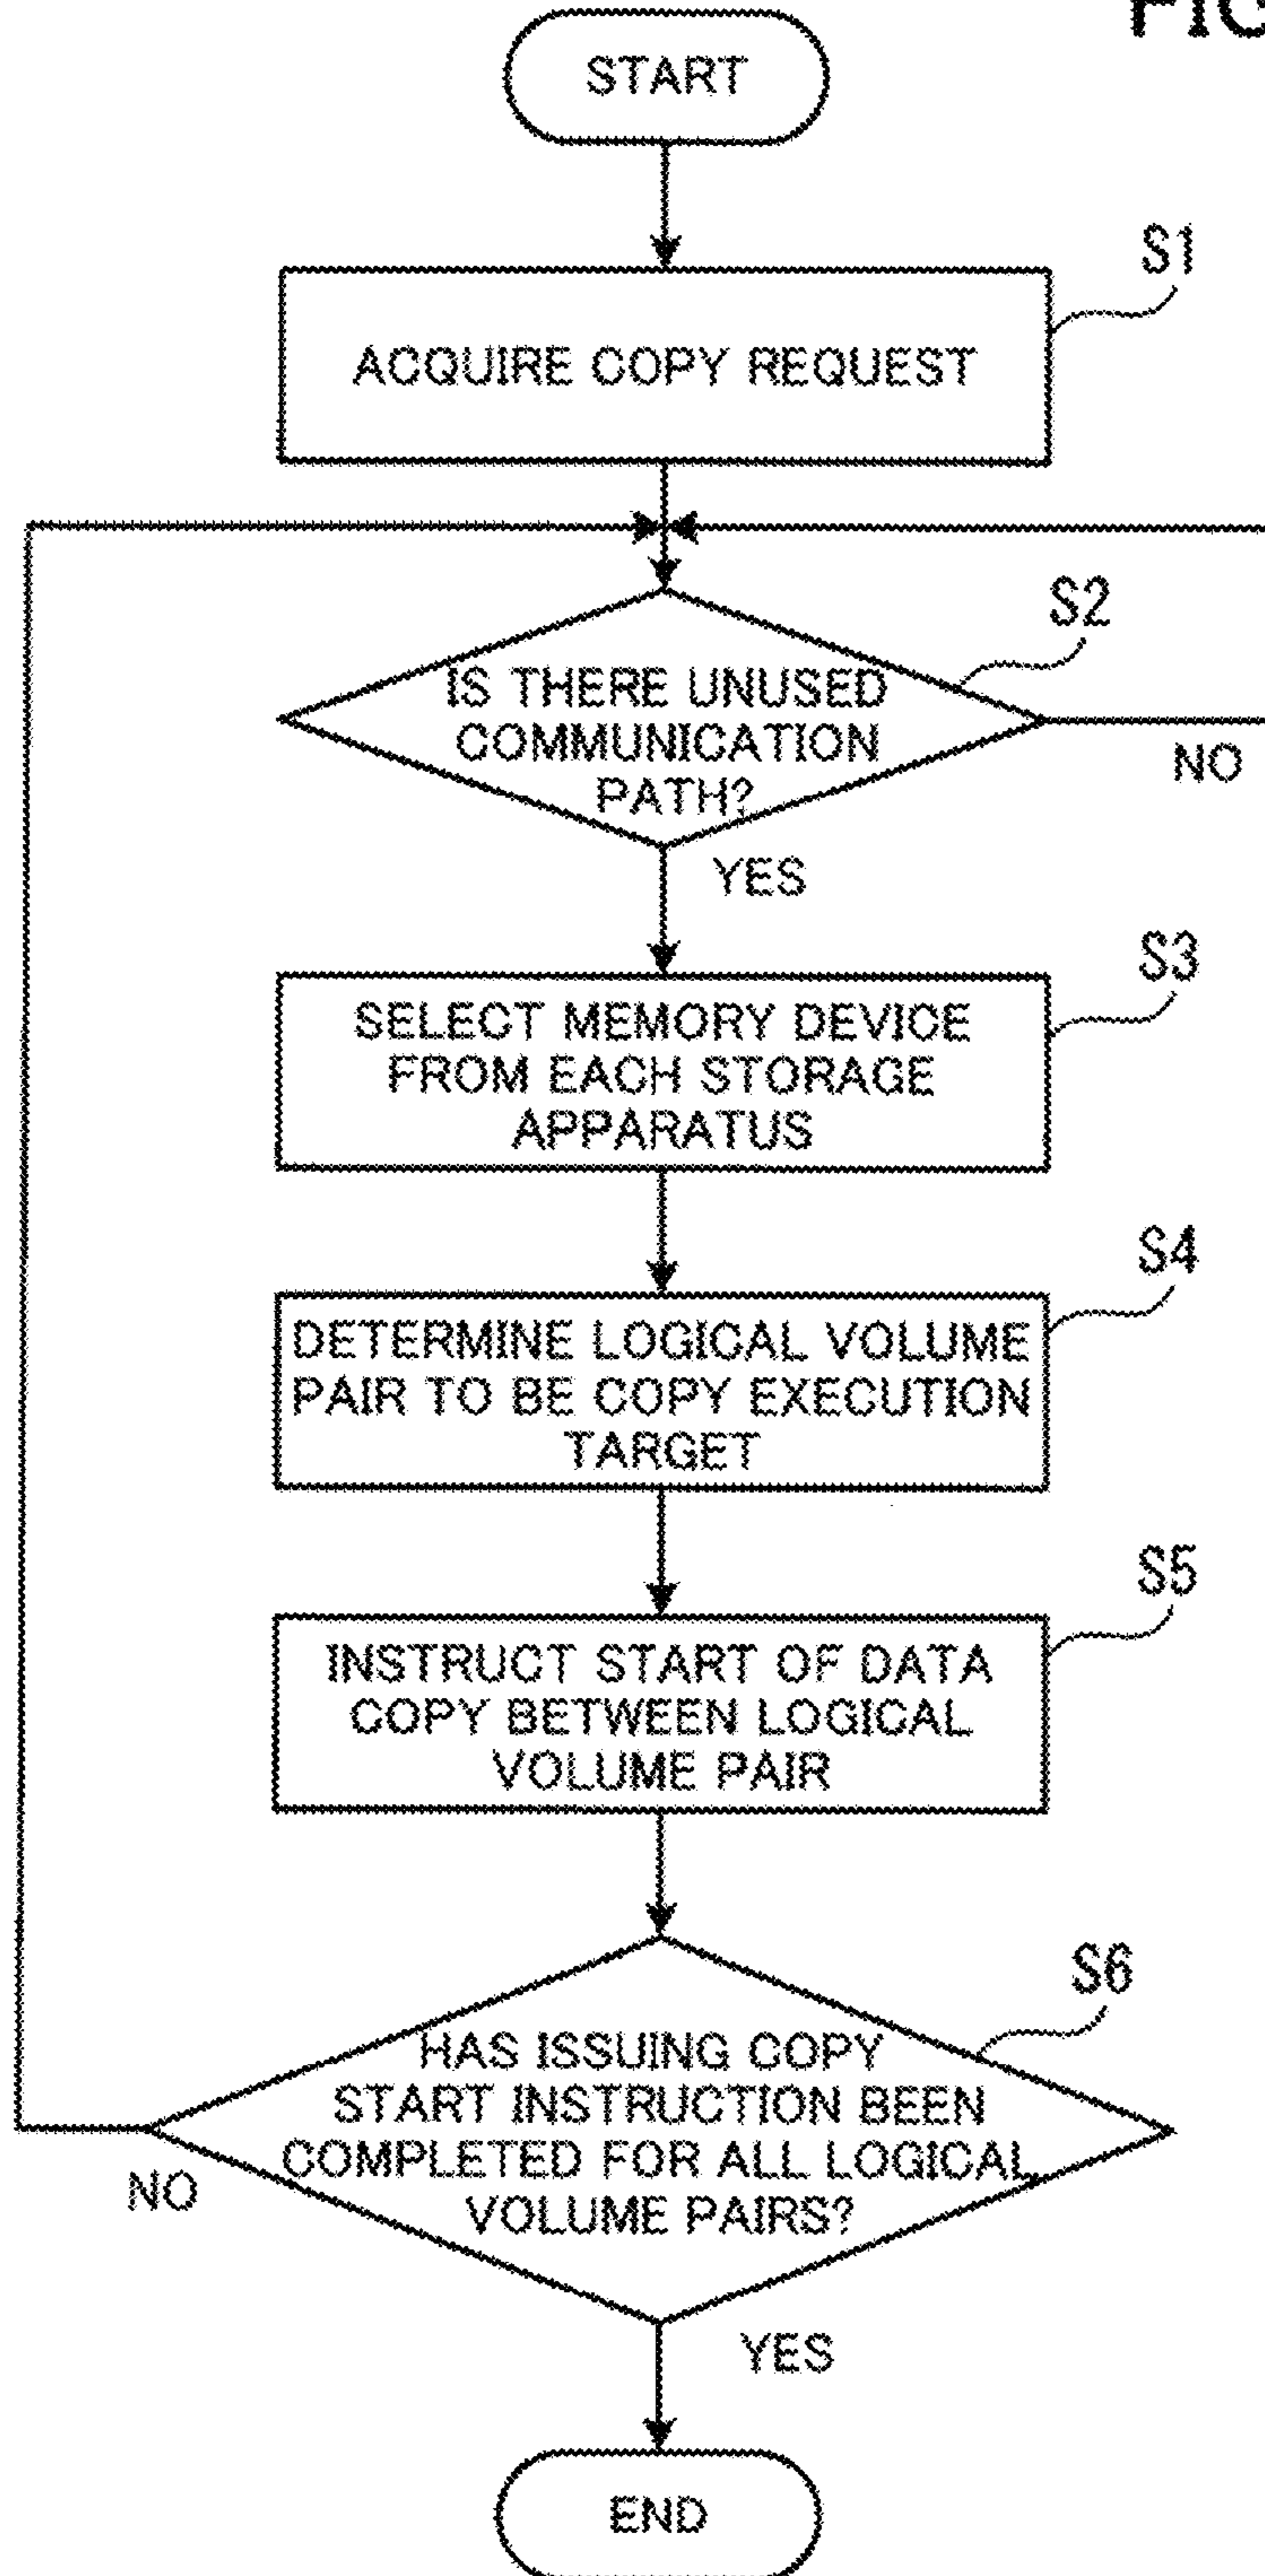 FIG
START
S1
ACQUIRE COPY REQUEST
S2
IS THERE UNUSED
COMMUNICATION
PATH?
NO
YES
S3
SELECT MEMORY DEVICE
FROM EACH STORAGE
APPARATUS
S4
DETERMINE LOGICAL VOLUME
PAIR TO BE COPY EXECUTION
TARGET
S5
INSTRUCT START OF DATA
COPY BETWEEN LOGICAL
VOLUME PAIR
S6
HAS ISSUING COPY
START INSTRUCTION BEEN
COMPLETED FOR ALL LOGICAL
VOLUME PAIRS?
NO
YES
END